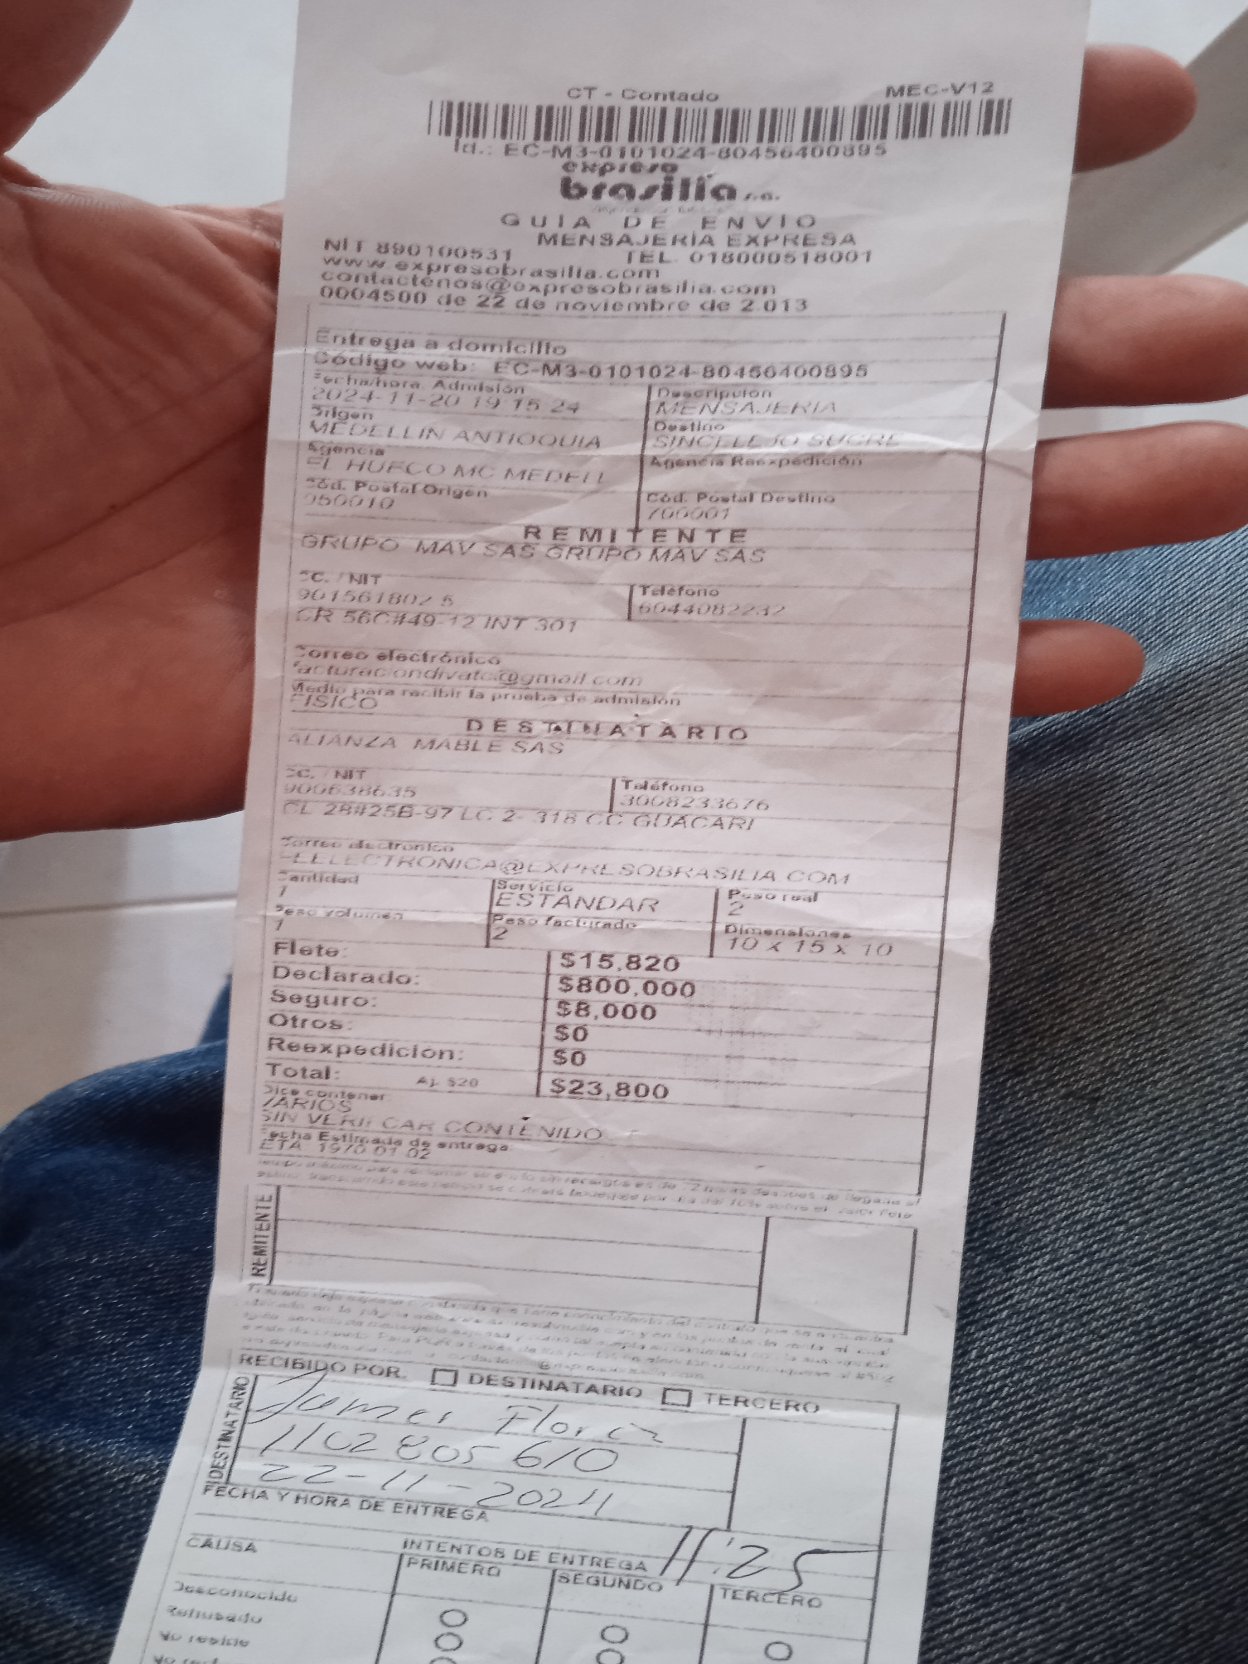 CT - Contado
MEC-V12
Id.: EC-M3-0101024-80456400895
expreso
brasilia s.a.
GUIA DE ENVIO
MENSAJERIA EXPRESA
NIT 890100531
TEL. 018000518001
www.expresobrasilia.com
contactenos@expresobrasilia.com
0004500 de 22 de noviembre de 2.013
Entrega a domicilio
Código web: EC-M3-0101024-80456400895
Fecha/hora. Admisión
Descripción
2024-11-20 19 15 24
MENSAJERIA
Origen
Destino
MEDELLIN ANTIOQUIA
SINCELEJO SUCRE
Agencia
Agencia Reexpedición
EL HUECO MC MEDELL
Cód. Postal Origen
Cód. Postal Destino
050010
700001
REMITENTE
GRUPO MAV SAS GRUPO MAV SAS
CC. / NIT
Teléfono
901561802 5
6044082232
CR 56C#49-12 INT 301
Correo electrónico
facturaciondivato@gmail.com
Medio para recibir la prueba de admisión
FISICO
DESTINATARIO
ALIANZA MABLE SAS
CC. / NIT
Teléfono
900638635
3008233676
CL 28#25B-97 LC 2- 318 CC GUACARI
Correo electrónico
FELECTRONICA@EXPRESOBRASILIA.COM
Cantidad
Servicio
Peso real
1
ESTANDAR
2
Peso volumen
Peso facturado
Dimensiones
1
2
10 x 15 x 10
Flete:
$15,820
Declarado:
$800,000
Seguro:
$8,000
Otros:
$0
Reexpedición:
$0
Total:
Aj. $20
$23,800
Dice contener
VARIOS
SIN VERIFICAR CONTENIDO
Fecha Estimada de entrega
ETA: 1970 01 02
REMITENTE
RECIBIDO POR.
DESTINATARIO
TERCERO
F/DESTINATARIO
Florez
1102805610
22-11-2024
FECHA Y HORA DE ENTREGA
11:25
CAUSA
INTENTOS DE ENTREGA
PRIMERO
SEGUNDO
TERCERO
Desconocido
Rehusado
No reside